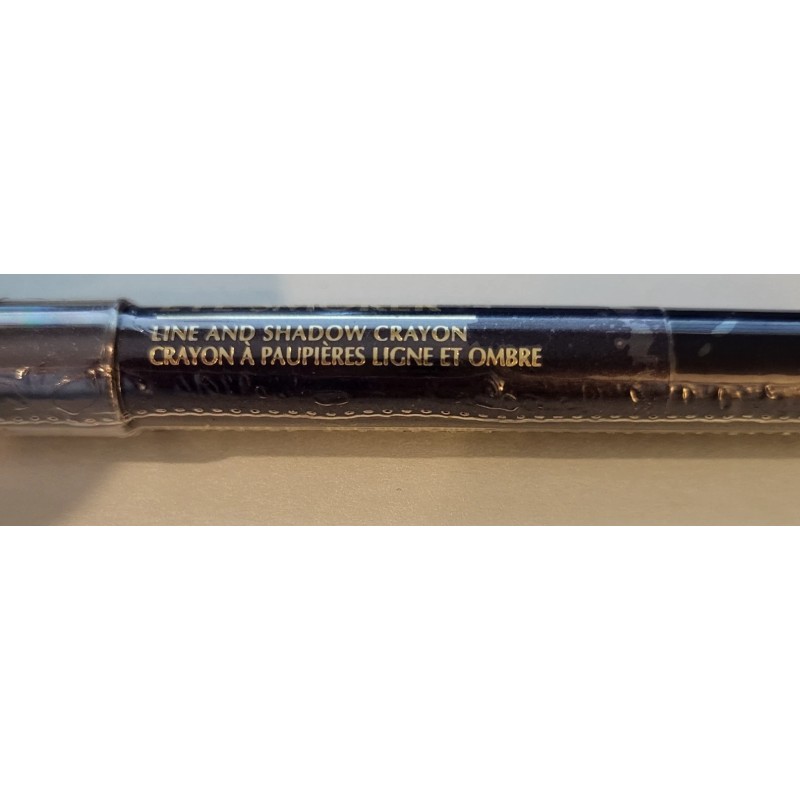 LINE AND SHADOW CRAYON
CRAYON À PAUPIÈRES LIGNE ET OMBRE